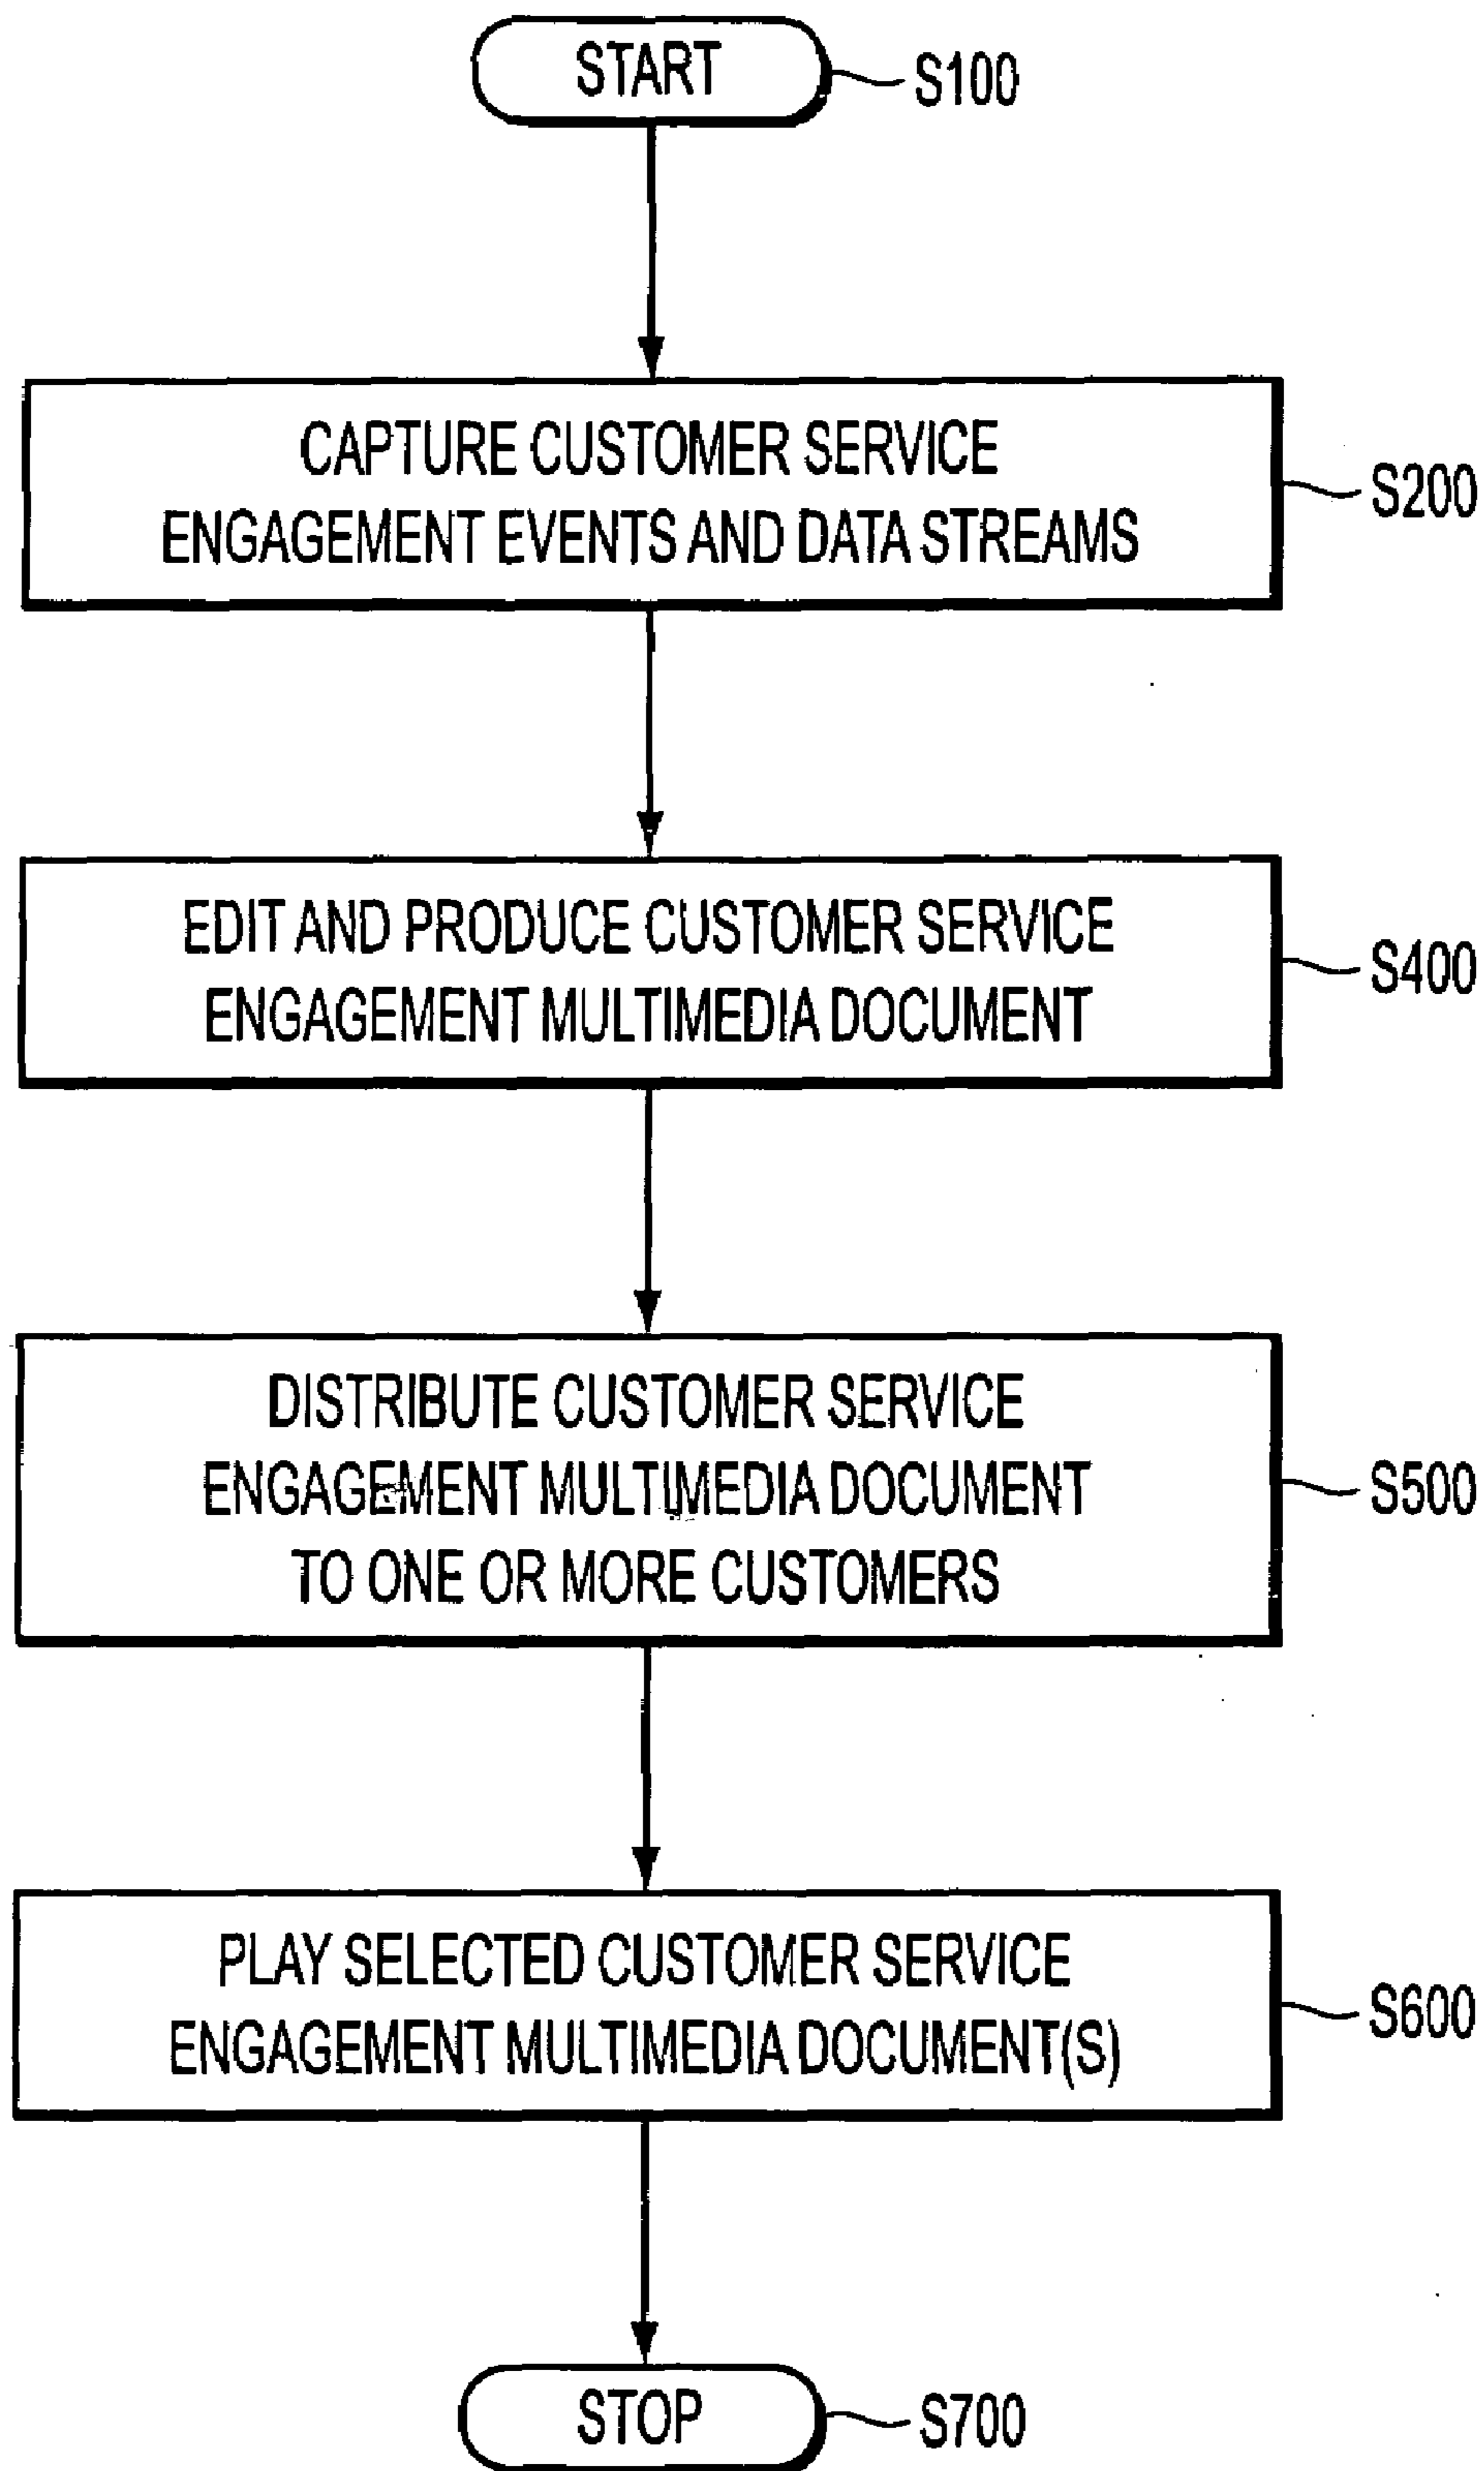 START
S100
CAPTURE CUSTOMER SERVICE
ENGAGEMENT EVENTS AND DATA STREAMS
S200
EDIT AND PRODUCE CUSTOMER SERVICE
ENGAGEMENT MULTIMEDIA DOCUMENT
S400
DISTRIBUTE CUSTOMER SERVICE
ENGAGEMENT MULTIMEDIA DOCUMENT
TO ONE OR MORE CUSTOMERS
S500
PLAY SELECTED CUSTOMER SERVICE
ENGAGEMENT MULTIMEDIA DOCUMENT(S)
S600
STOP
S700